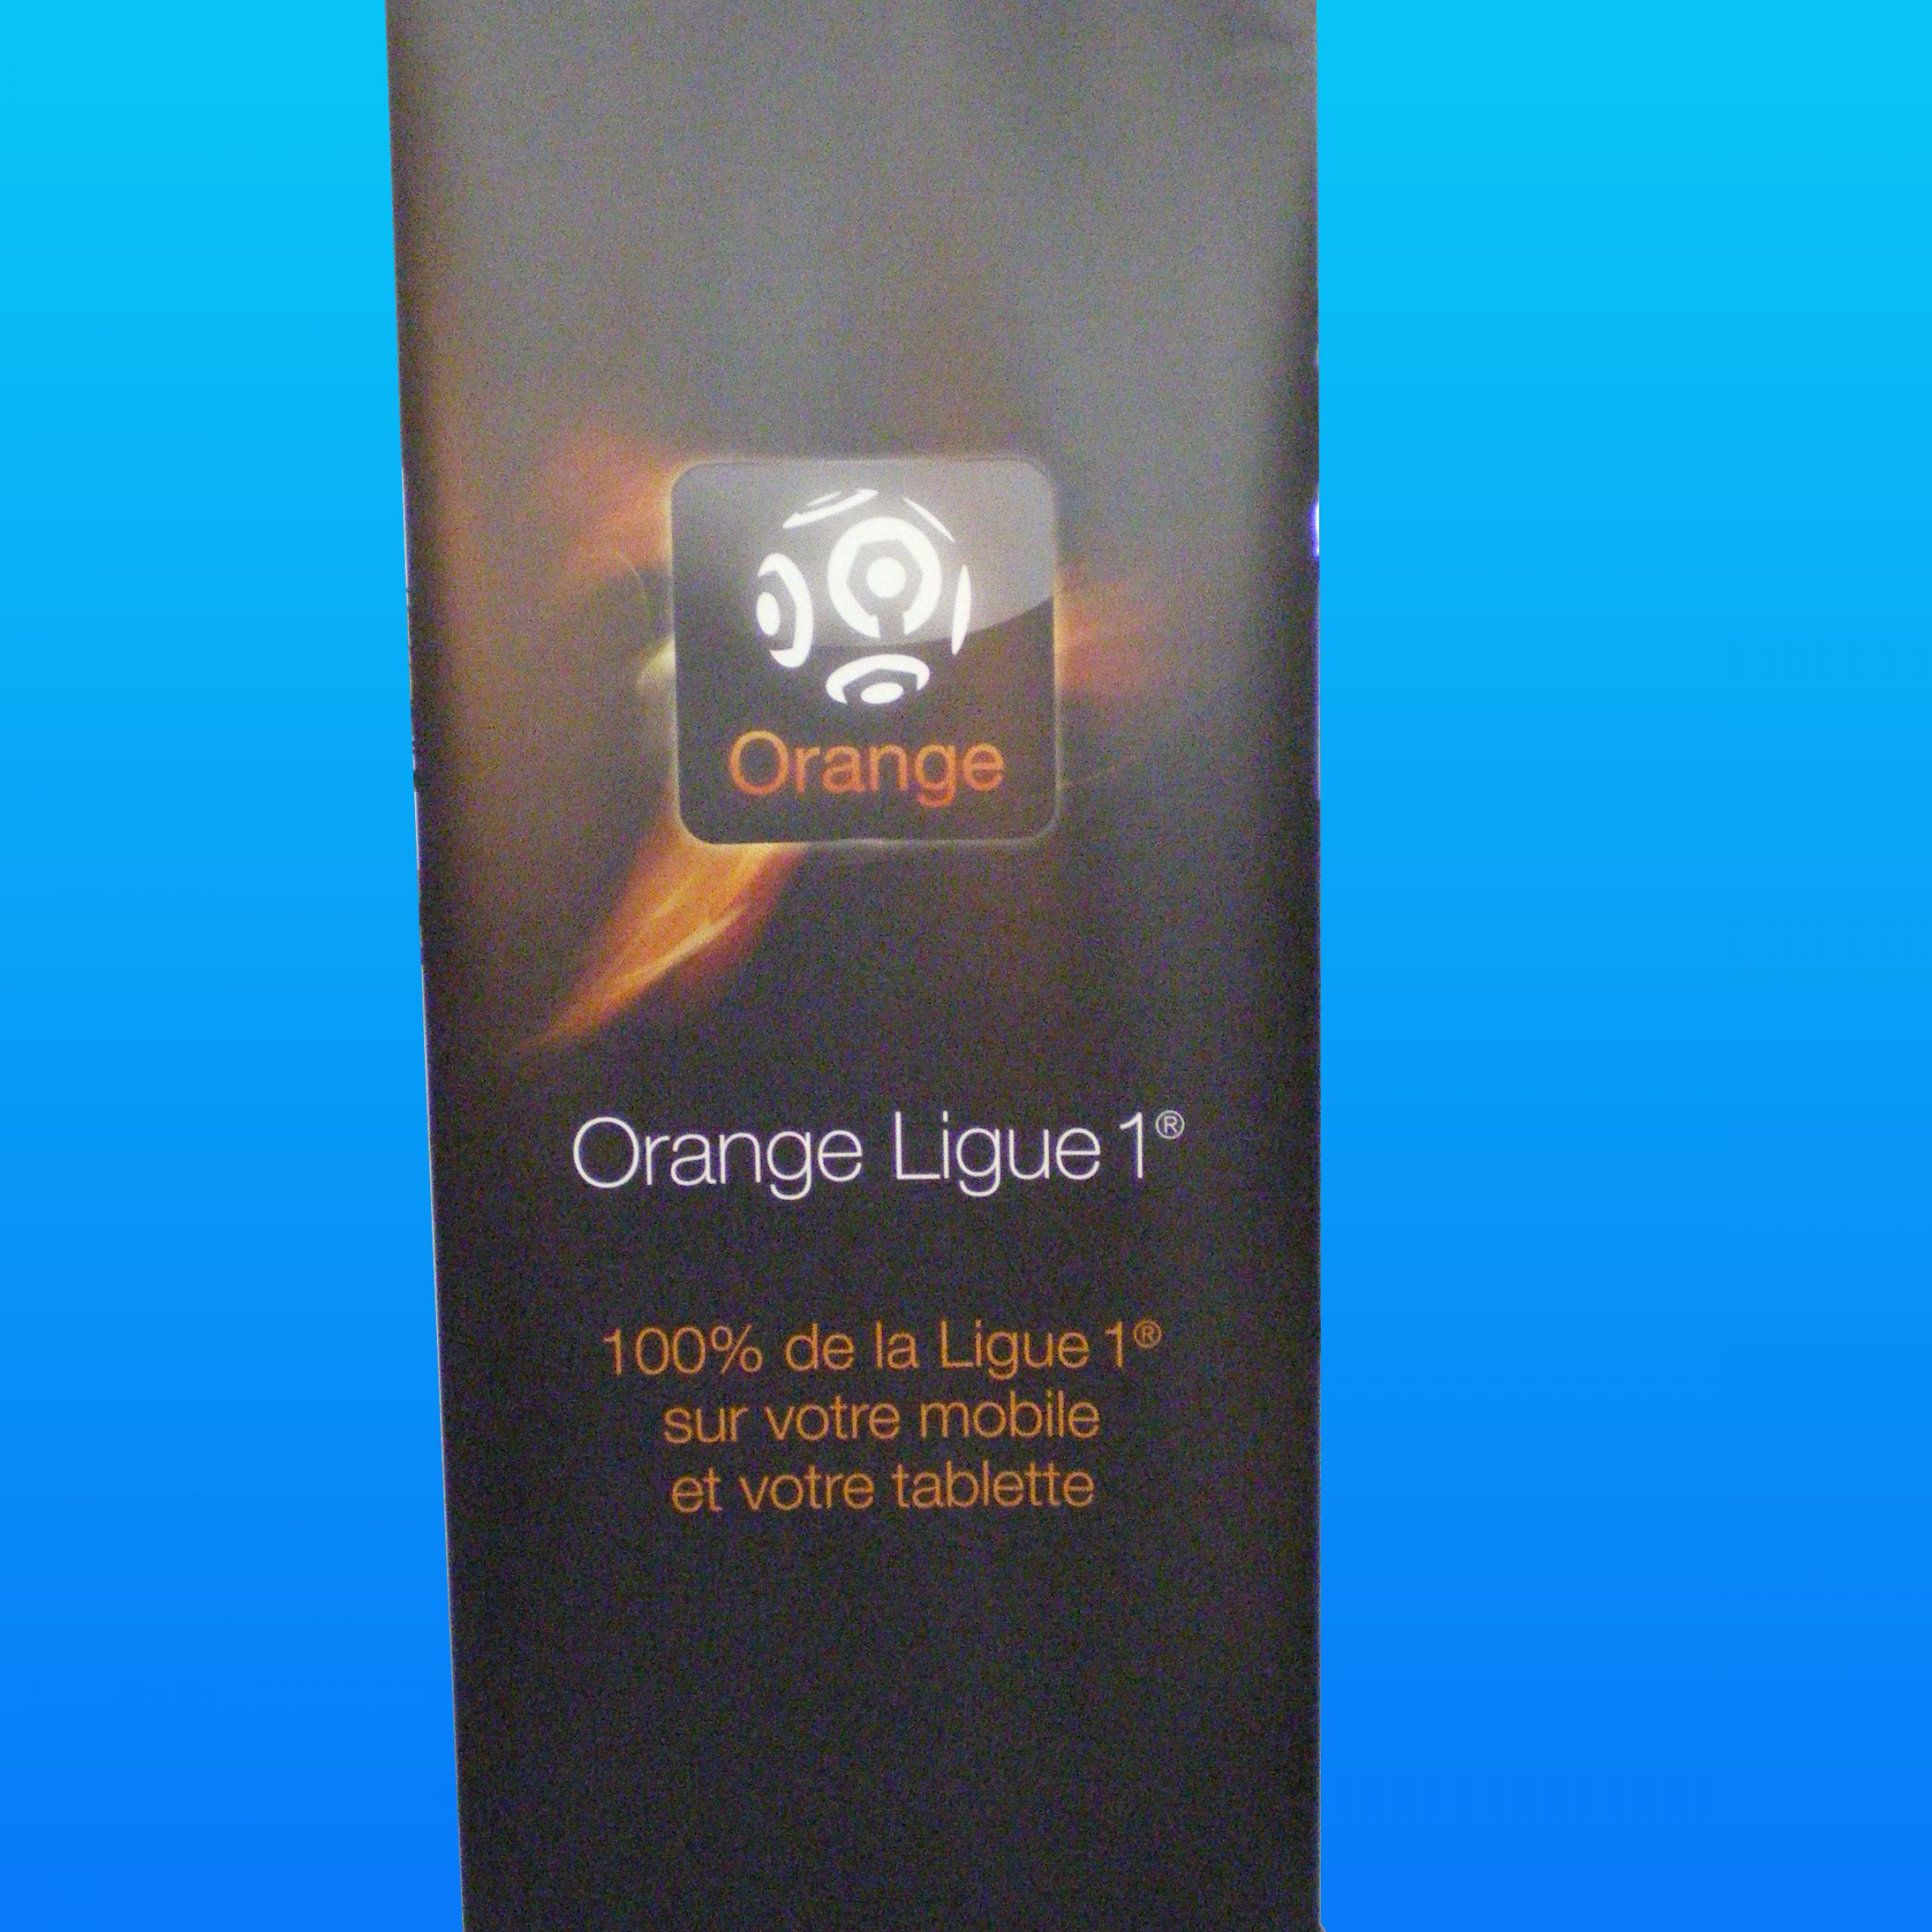 Orange
Orange Ligue 1®
100% de la Ligue 1®
sur votre mobile
et votre tablette